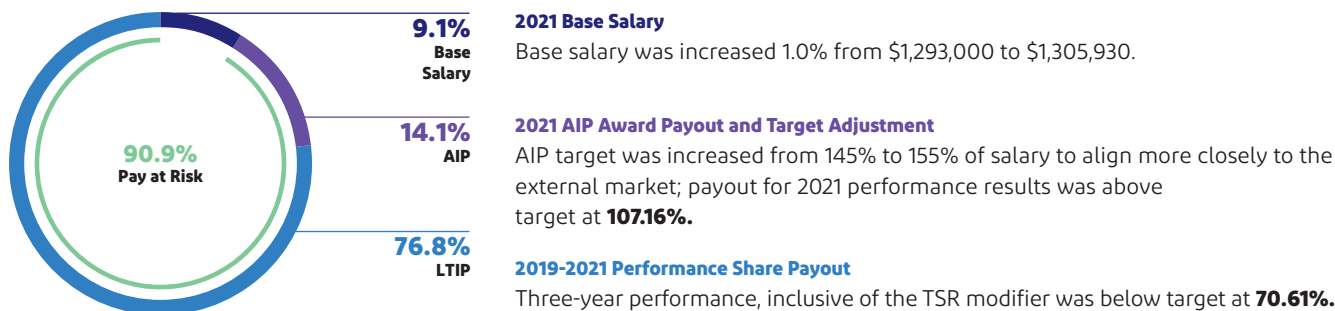 9.1%
Base
Salary
14.1%
AIP
90.9%
Pay at Risk
76.8%
LTIP
2021 Base Salary
Base salary was increased 1.0% from $1,293,000 to $1,305,930.
2021 AIP Award Payout and Target Adjustment
AIP target was increased from 145% to 155% of salary to align more closely to the
external market; payout for 2021 performance results was above
target at 107.16%.
2019-2021 Performance Share Payout
Three-year performance, inclusive of the TSR modifier was below target at 70.61%.